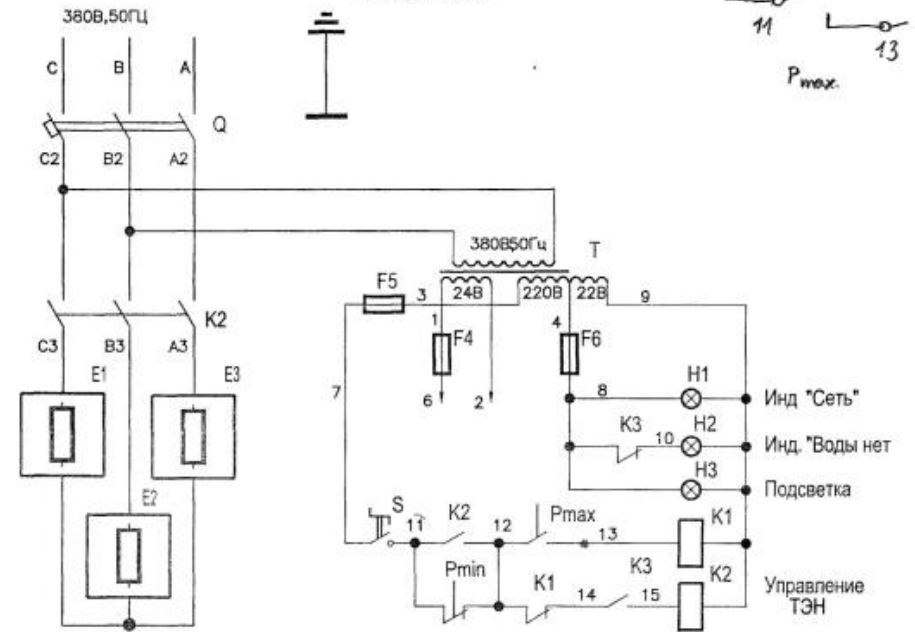 380В,50ГЦ
11
13
Pmax.
C B A
Q
C2 B2 A2
380В50Гц
T
F5 3 24В 220В 22В 9
1 4
K2
F4 F6
C3 B3 A3
E1 E3
7 6 2
8 H1 Инд "Сеть"
K3 10 H2 Инд. "Воды нет
H3 Подсветка
E2
S 11 K2 12 Pmax 13 K1
Pmin K1 14 K3 15 K2 Управление
ТЭН